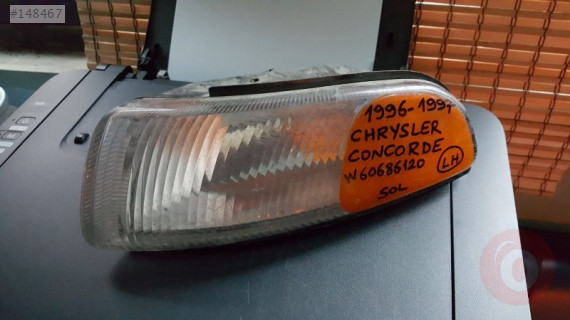 #148467
1996-1997
CHRYSLER
CONCORDE
W60686120
LH
SOL